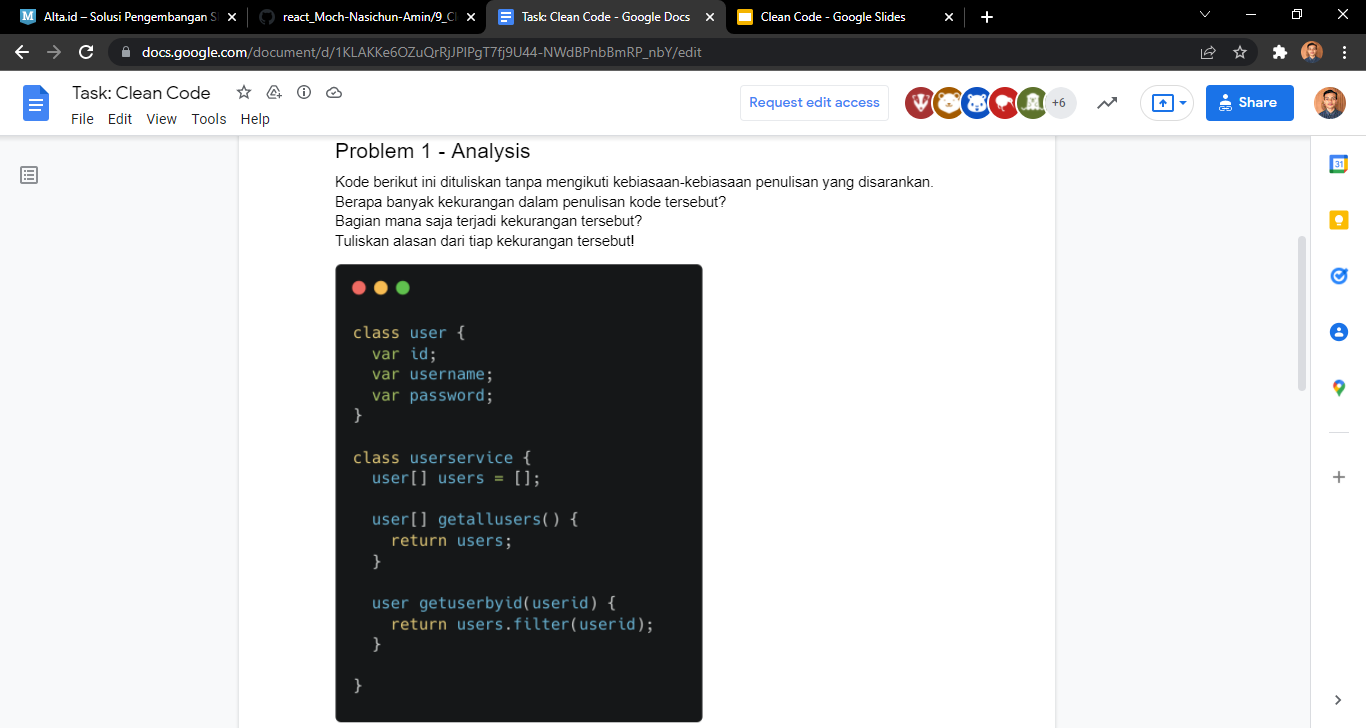 Alta.id – Solusi Pengembangan S
react_Moch-Nasichun-Amin/9_Cl
Task: Clean Code - Google Docs
Clean Code - Google Slides
docs.google.com/document/d/1KLAKKe6OZuQrRjJPIPgT7fj9U44-NWdBPnbBmRP_nbY/edit
Task: Clean Code
File Edit View Tools Help
Request edit access
+6
Share
31
Problem 1 - Analysis
Kode berikut ini dituliskan tanpa mengikuti kebiasaan-kebiasaan penulisan yang disarankan.
Berapa banyak kekurangan dalam penulisan kode tersebut?
Bagian mana saja terjadi kekurangan tersebut?
Tuliskan alasan dari tiap kekurangan tersebut!
class user {
var id;
var username;
var password;
}
class userservice {
user[] users = [];
user[] getallusers() {
return users;
}
user getuserbyid(userid) {
return users.filter(userid);
}
}